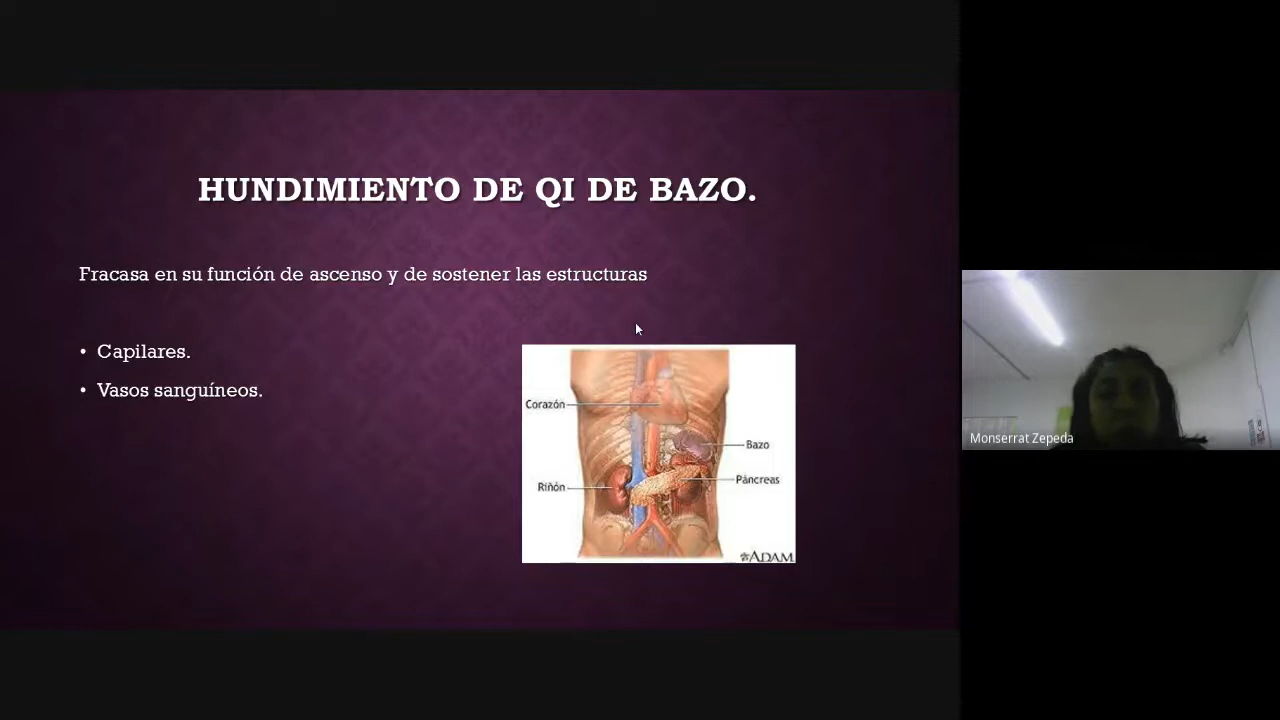 HUNDIMIENTO DE QI DE BAZO.
Fracasa en su función de ascenso y de sostener las estructuras
• Capilares.
• Vasos sanguíneos.
Corazón
Bazo
Páncreas
Riñón
ADAM
Monserrat Zepeda